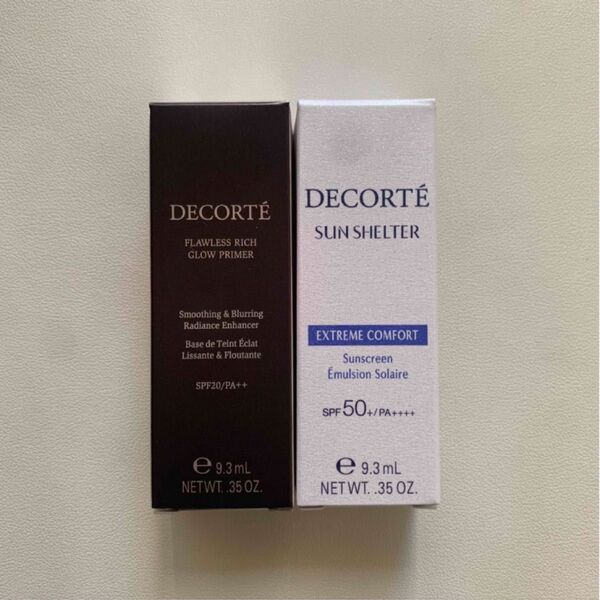 DECORTÉ
FLAWLESS RICH
GLOW PRIMER
Smoothing & Blurring
Radiance Enhancer
Base de Teint Éclat
Lissante & Floutante
SPF20/PA++
℮ 9.3 mL
NET WT. .35 OZ.
DECORTÉ
SUN SHELTER
EXTREME COMFORT
Sunscreen
Émulsion Solaire
SPF 50+/PA++++
℮ 9.3 mL
NET WT. .35 OZ.